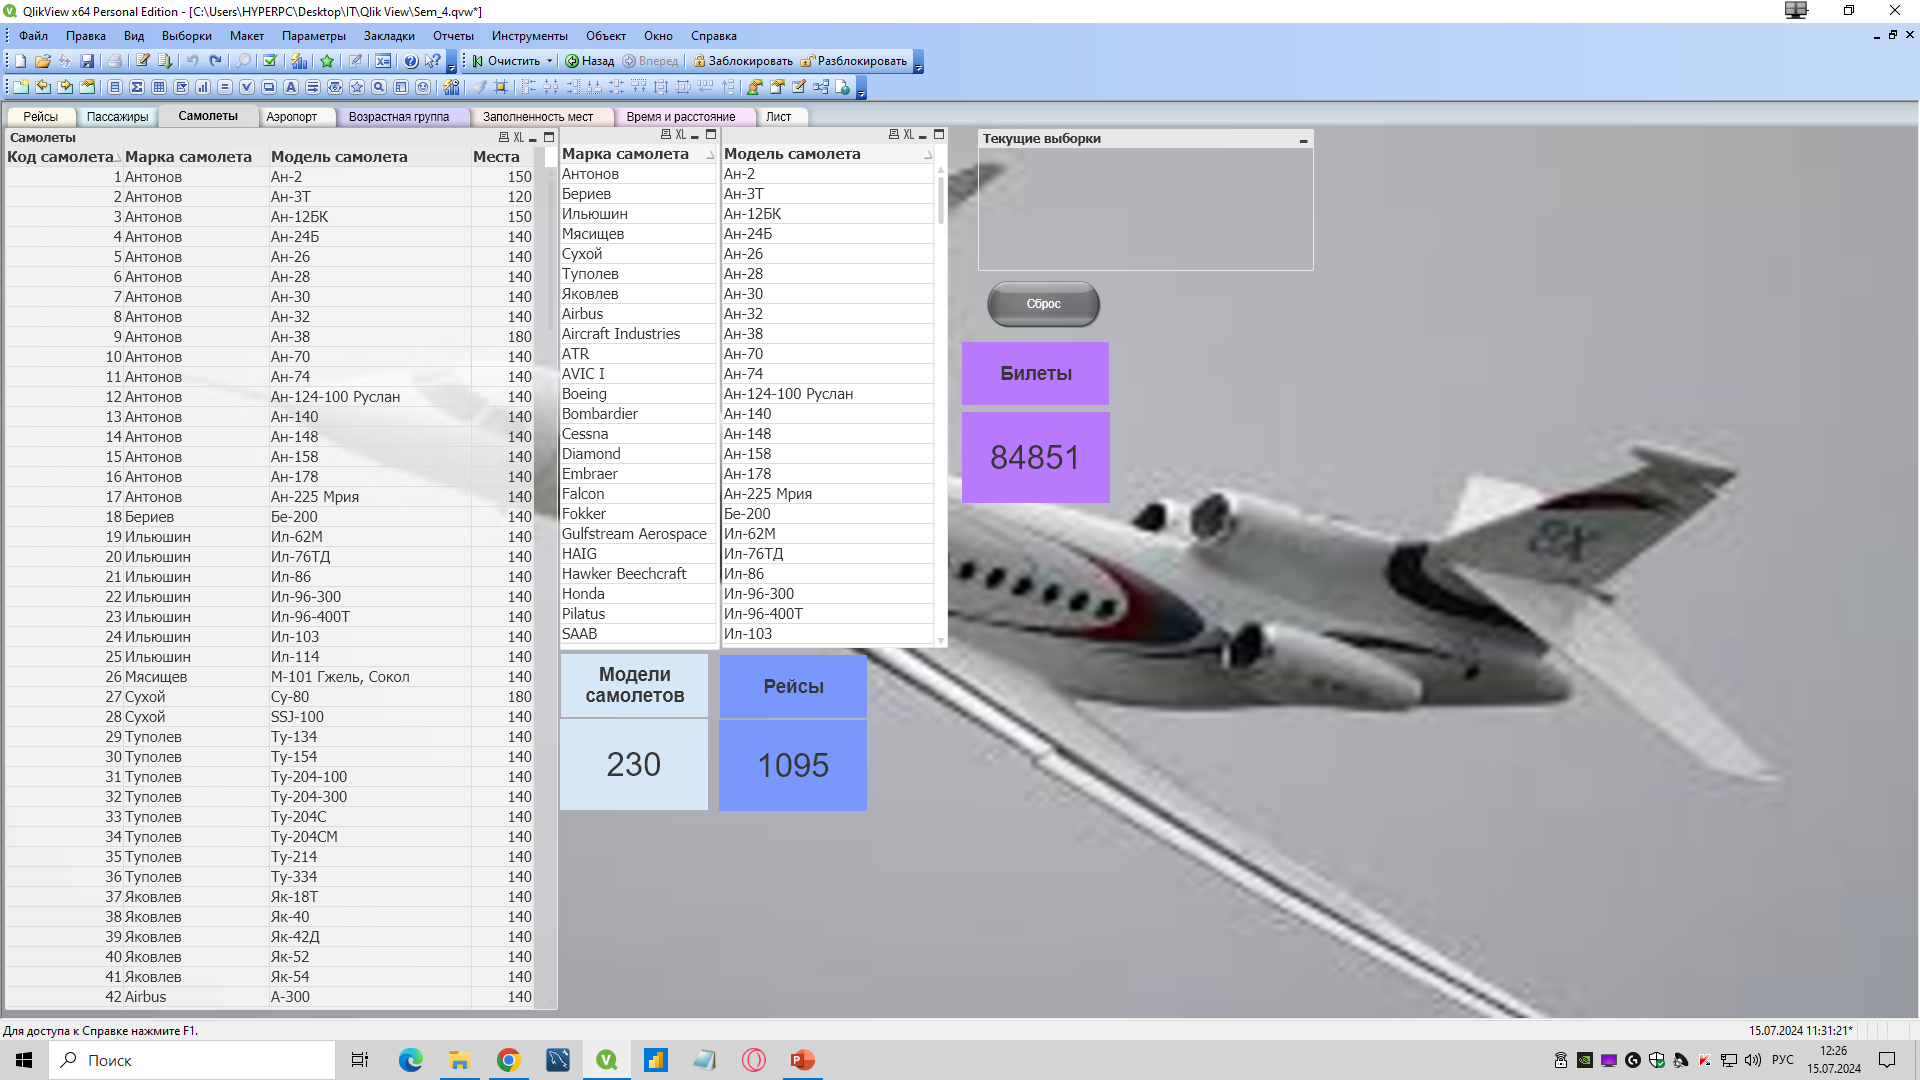 QlikView x64 Personal Edition - [C:\Users\HYPERPC\Desktop\IT\Qlik View\Sem_4.qvw*]
Файл Правка Вид Выборки Макет Параметры Закладки Отчеты Инструменты Объект Окно Справка
Очистить Назад Вперед Заблокировать Разблокировать
Рейсы Пассажиры Самолеты Аэропорт Возрастная группа Заполненность мест Время и расстояние Лист
Самолеты XL
Код самолета Марка самолета Модель самолета Места
1 Антонов Ан-2 150
2 Антонов Ан-3Т 120
3 Антонов Ан-12БК 150
4 Антонов Ан-24Б 140
5 Антонов Ан-26 140
6 Антонов Ан-28 140
7 Антонов Ан-30 140
8 Антонов Ан-32 140
9 Антонов Ан-38 180
10 Антонов Ан-70 140
11 Антонов Ан-74 140
12 Антонов Ан-124-100 Руслан 140
13 Антонов Ан-140 140
14 Антонов Ан-148 140
15 Антонов Ан-158 140
16 Антонов Ан-178 140
17 Антонов Ан-225 Мрия 140
18 Бериев Бе-200 140
19 Ильюшин Ил-62М 140
20 Ильюшин Ил-76ТД 140
21 Ильюшин Ил-86 140
22 Ильюшин Ил-96-300 140
23 Ильюшин Ил-96-400Т 140
24 Ильюшин Ил-103 140
25 Ильюшин Ил-114 140
26 Мясищев М-101 Гжель, Сокол 140
27 Сухой Су-80 180
28 Сухой SSJ-100 140
29 Туполев Ту-134 140
30 Туполев Ту-154 140
31 Туполев Ту-204-100 140
32 Туполев Ту-204-300 140
33 Туполев Ту-204С 140
34 Туполев Ту-204СМ 140
35 Туполев Ту-214 140
36 Туполев Ту-334 140
37 Яковлев Як-18Т 140
38 Яковлев Як-40 140
39 Яковлев Як-42Д 140
40 Яковлев Як-52 140
41 Яковлев Як-54 140
42 Airbus A-300 140
XL
Марка самолета
Антонов
Бериев
Ильюшин
Мясищев
Сухой
Туполев
Яковлев
Airbus
Aircraft Industries
ATR
AVIC I
Boeing
Bombardier
Cessna
Diamond
Embraer
Falcon
Fokker
Gulfstream Aerospace
HAIG
Hawker Beechcraft
Honda
Pilatus
SAAB
XL
Модель самолета
Ан-2
Ан-3Т
Ан-12БК
Ан-24Б
Ан-26
Ан-28
Ан-30
Ан-32
Ан-38
Ан-70
Ан-74
Ан-124-100 Руслан
Ан-140
Ан-148
Ан-158
Ан-178
Ан-225 Мрия
Бе-200
Ил-62М
Ил-76ТД
Ил-86
Ил-96-300
Ил-96-400Т
Ил-103
Текущие выборки
Сброс
Билеты
84851
Модели
самолетов
230
Рейсы
1095
Для доступа к Справке нажмите F1.
15.07.2024 11:31:21*
Поиск
РУС
12:26
15.07.2024